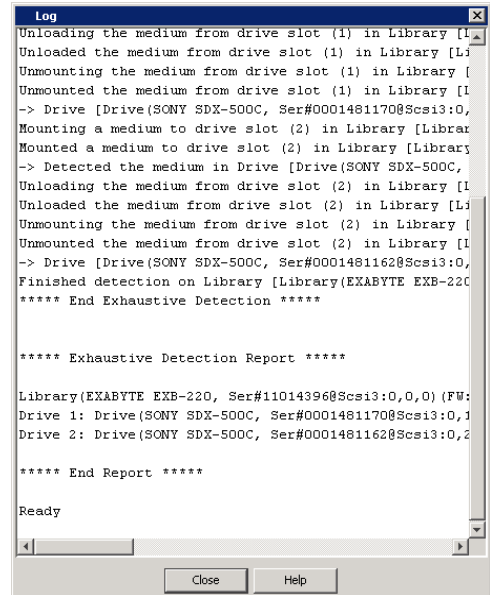 Log
Unloading the medium from drive slot (1) in Library [L
Unloaded the medium from drive slot (1) in Library [Li
Unmounting the medium from drive slot (1) in Library [
Unmounted the medium from drive slot (1) in Library [L
-> Drive [Drive(SONY SDX-500C, Ser#0001481170@Scsi3:0,
Mounting a medium to drive slot (2) in Library [Librar
Mounted a medium to drive slot (2) in Library [Library
-> Detected the medium in Drive [Drive(SONY SDX-500C,
Unloading the medium from drive slot (2) in Library [L
Unloaded the medium from drive slot (2) in Library [Li
Unmounting the medium from drive slot (2) in Library [
Unmounted the medium from drive slot (2) in Library [L
-> Drive [Drive(SONY SDX-500C, Ser#0001481162@Scsi3:0,
Finished detection on Library [Library(EXABYTE EXB-220
***** End Exhaustive Detection *****
***** Exhaustive Detection Report *****
Library(EXABYTE EXB-220, Ser#11014396@Scsi3:0,0,0)(FW:
Drive 1: Drive(SONY SDX-500C, Ser#0001481170@Scsi3:0,1
Drive 2: Drive(SONY SDX-500C, Ser#0001481162@Scsi3:0,2
***** End Report *****
Ready
Close Help